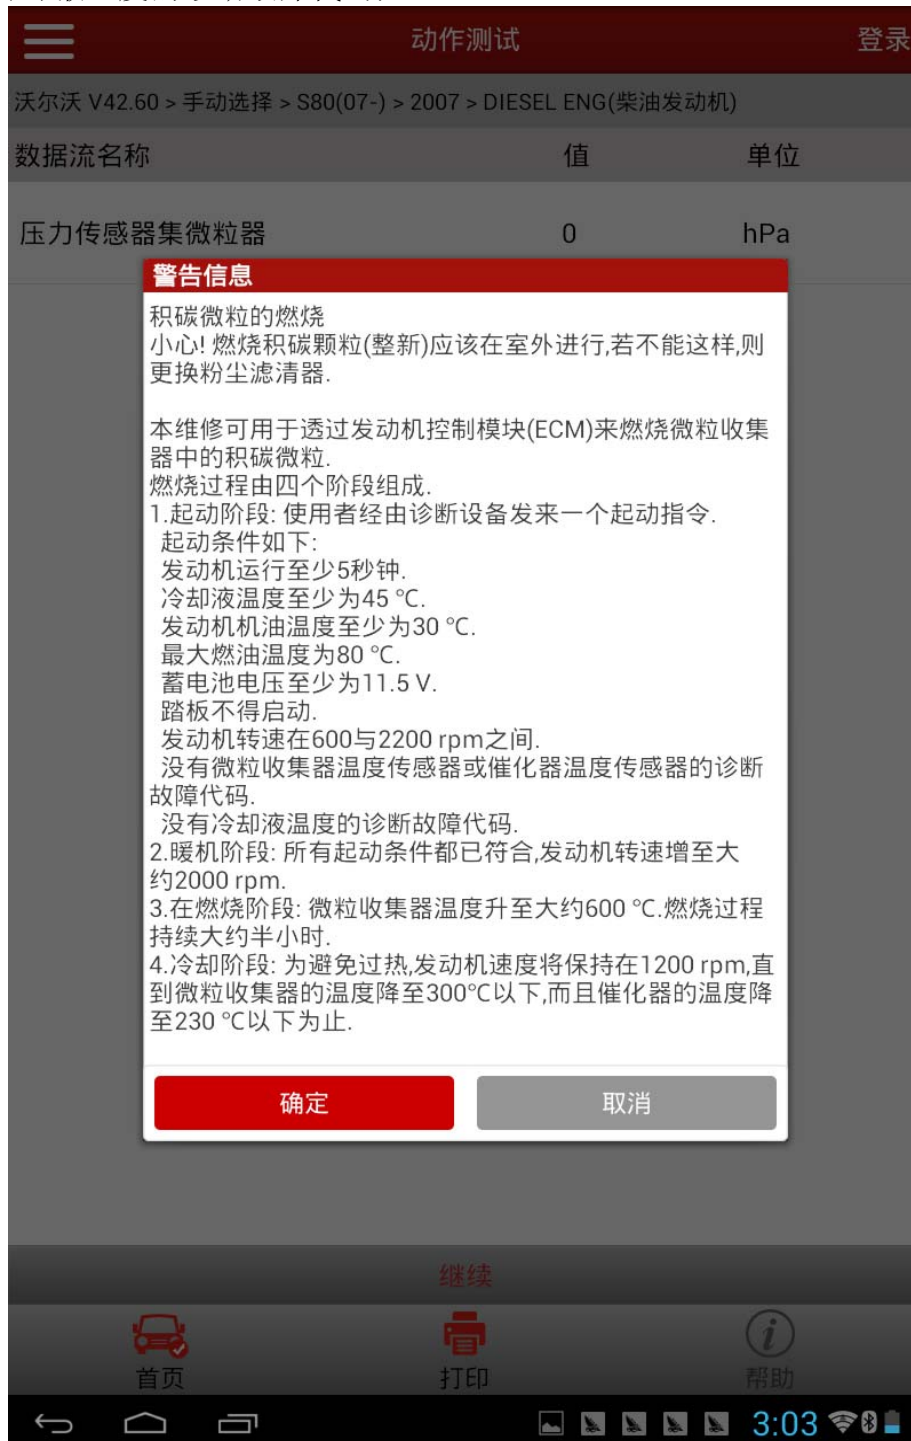 动作测试
登录
沃尔沃 V42.60 > 手动选择 > S80(07-) > 2007 > DIESEL ENG(柴油发动机)
数据流名称 值 单位
压力传感器集微粒器 0 hPa
警告信息
积碳微粒的燃烧
小心! 燃烧积碳颗粒(整新)应该在室外进行,若不能这样,则
更换粉尘滤清器.
本维修可用于透过发动机控制模块(ECM)来燃烧微粒收集
器中的积碳微粒.
燃烧过程由四个阶段组成.
1.起动阶段: 使用者经由诊断设备发来一个起动指令.
起动条件如下:
发动机运行至少5秒钟.
冷却液温度至少为45 °C.
发动机机油温度至少为30 °C.
最大燃油温度为80 °C.
蓄电池电压至少为11.5 V.
踏板不得启动.
发动机转速在600与2200 rpm之间.
没有微粒收集器温度传感器或催化器温度传感器的诊断
故障代码.
没有冷却液温度的诊断故障代码.
2.暖机阶段: 所有起动条件都已符合,发动机转速增至大
约2000 rpm.
3.在燃烧阶段: 微粒收集器温度升至大约600 °C.燃烧过程
持续大约半小时.
4.冷却阶段: 为避免过热,发动机速度将保持在1200 rpm,直
到微粒收集器的温度降至300°C以下,而且催化器的温度降
至230 °C以下为止.
确定 取消
继续
首页 打印 帮助
3:03